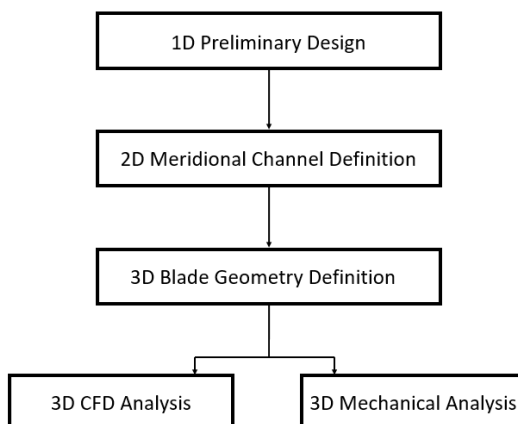 1D Preliminary Design
2D Meridional Channel Definition
3D Blade Geometry Definition
3D CFD Analysis
3D Mechanical Analysis